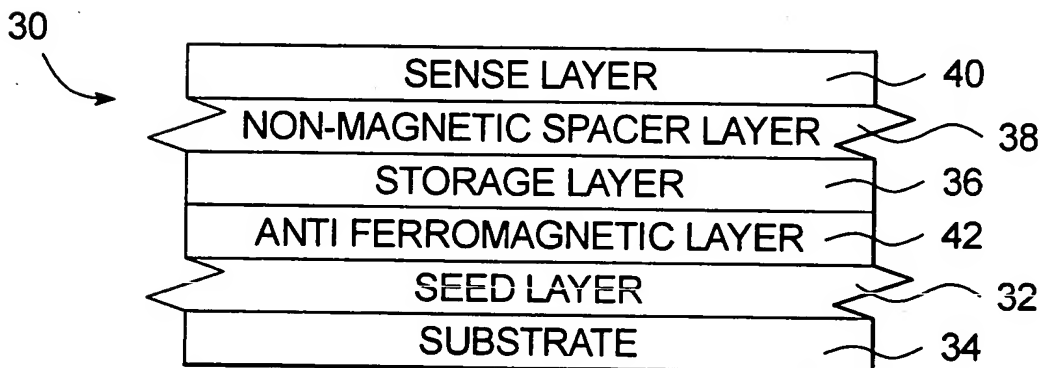 30
SENSE LAYER 40
NON-MAGNETIC SPACER LAYER 38
STORAGE LAYER 36
ANTI FERROMAGNETIC LAYER 42
SEED LAYER 32
SUBSTRATE 34